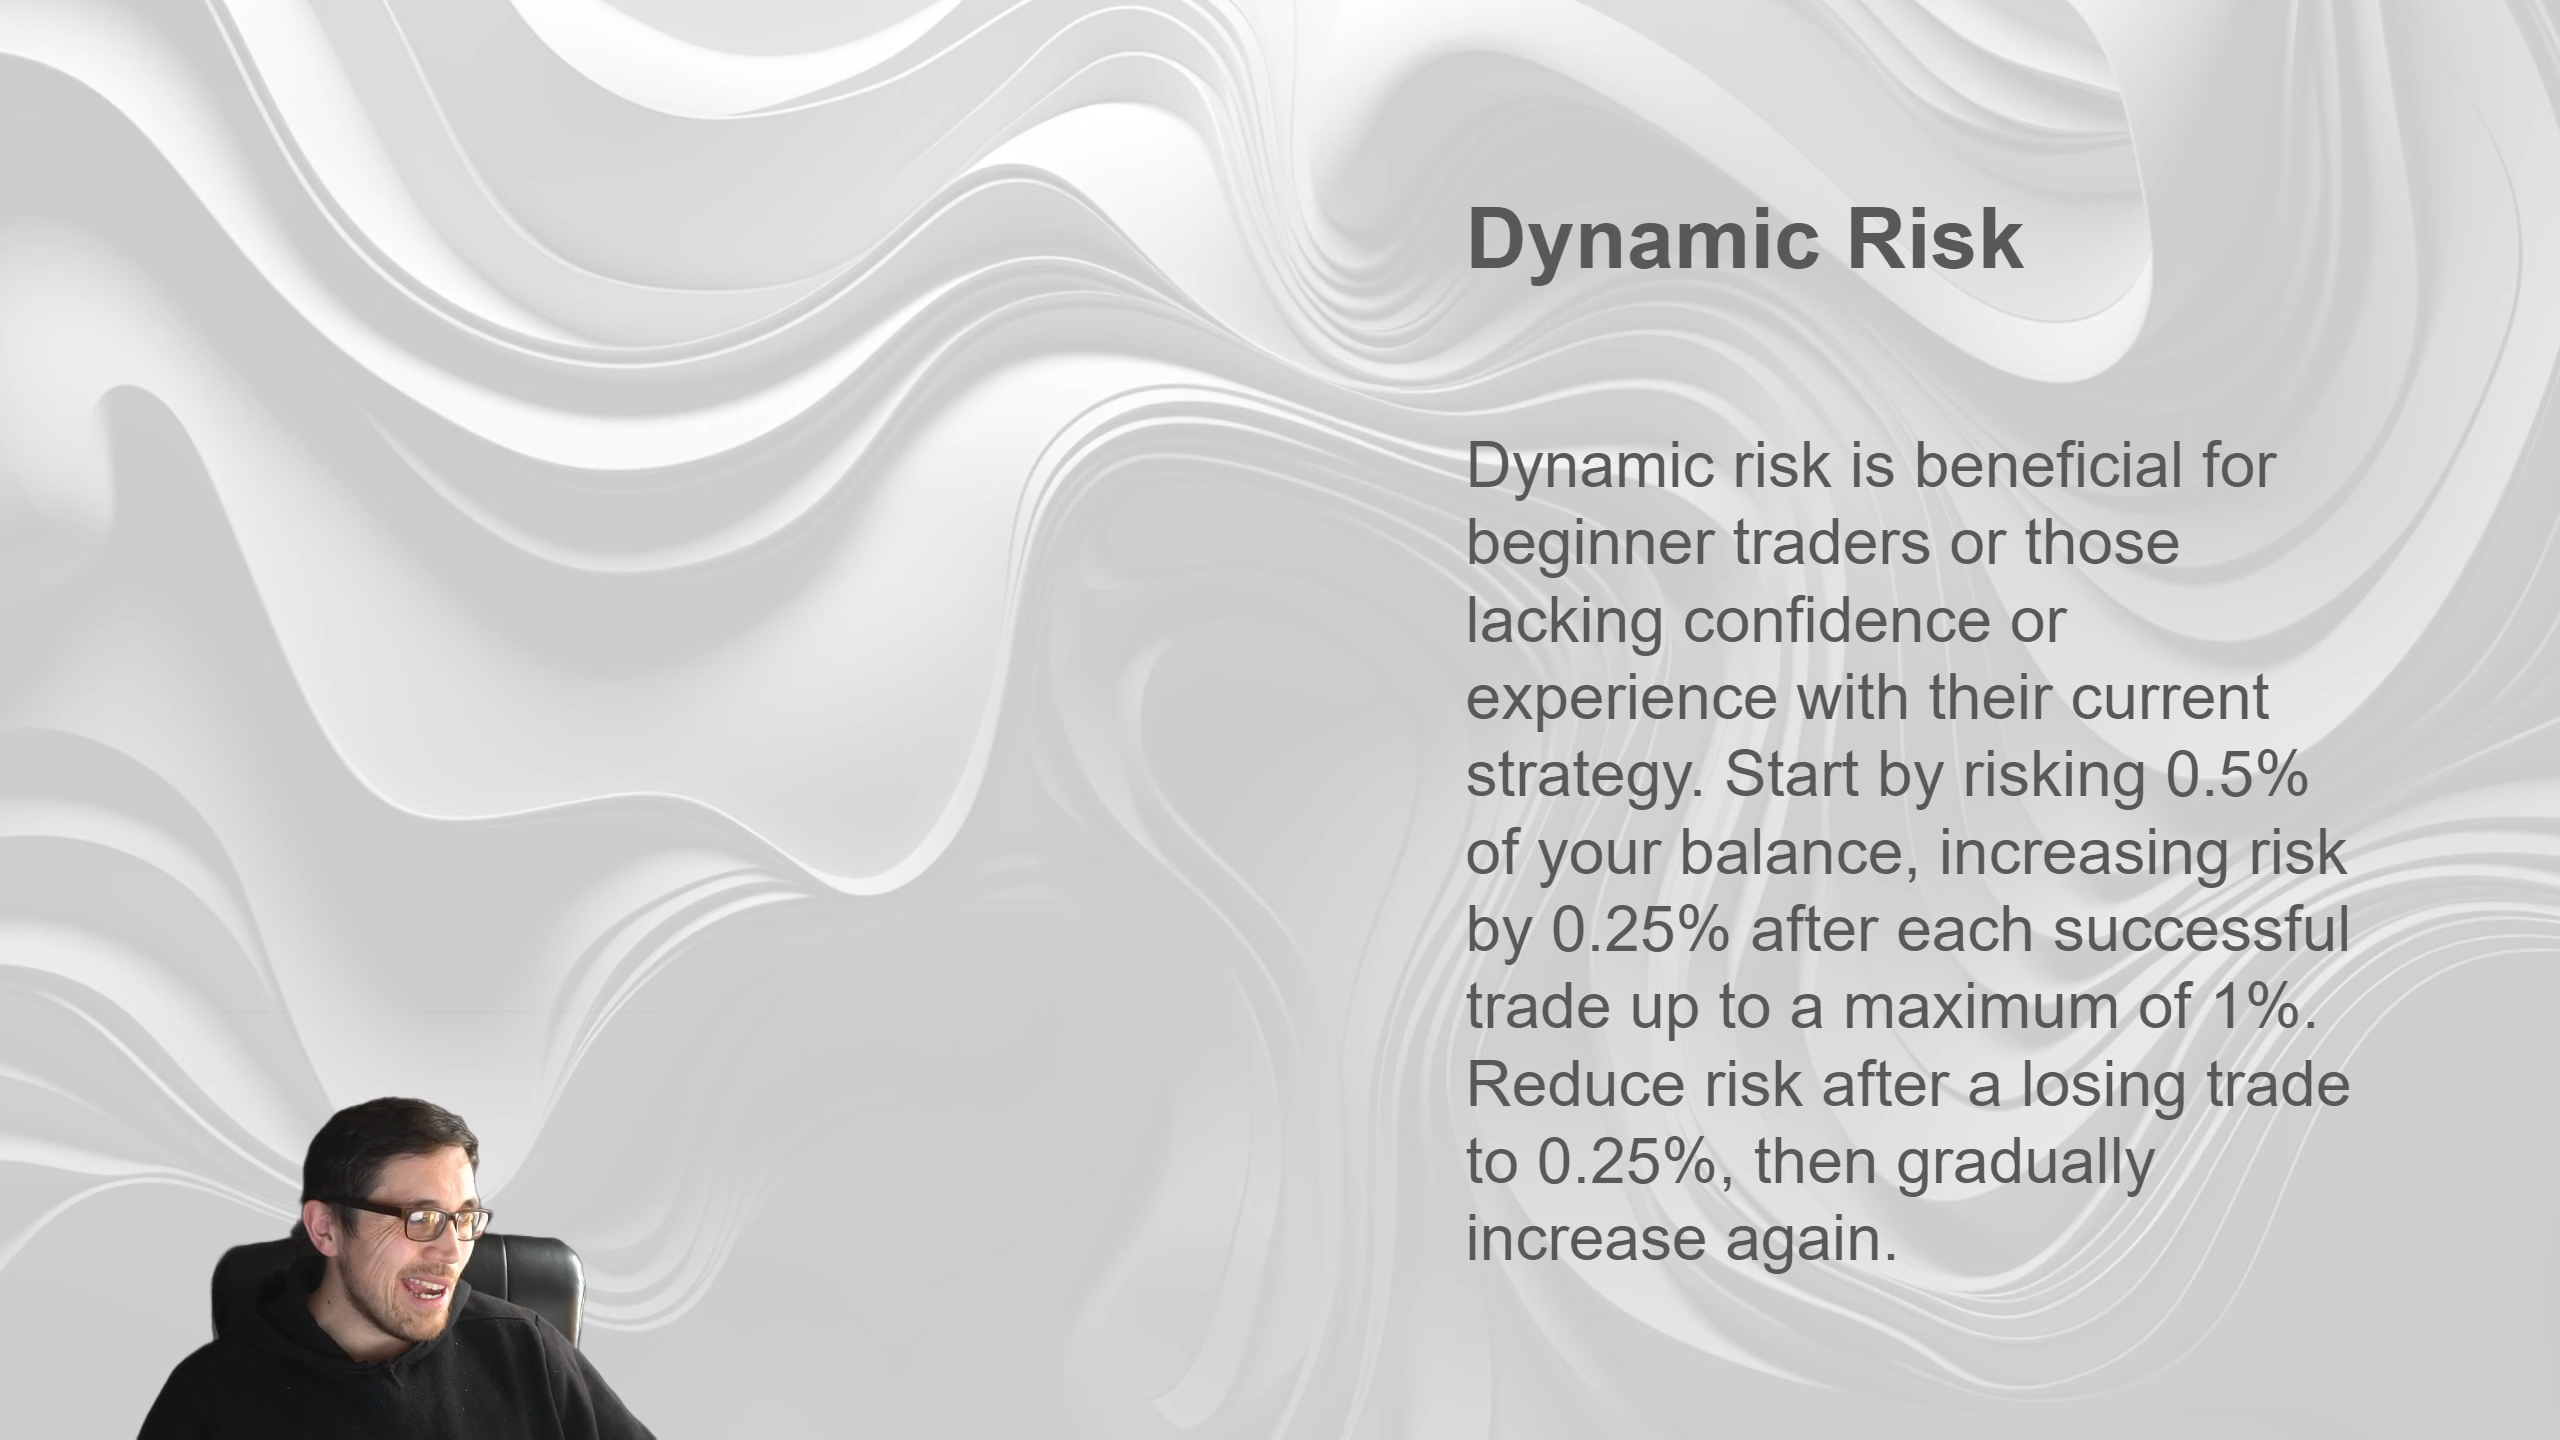 Dynamic Risk
Dynamic risk is beneficial for
beginner traders or those
lacking confidence or
experience with their current
strategy. Start by risking 0.5%
of your balance, increasing risk
by 0.25% after each successful
trade up to a maximum of 1%.
Reduce risk after a losing trade
to 0.25%, then gradually
increase again.